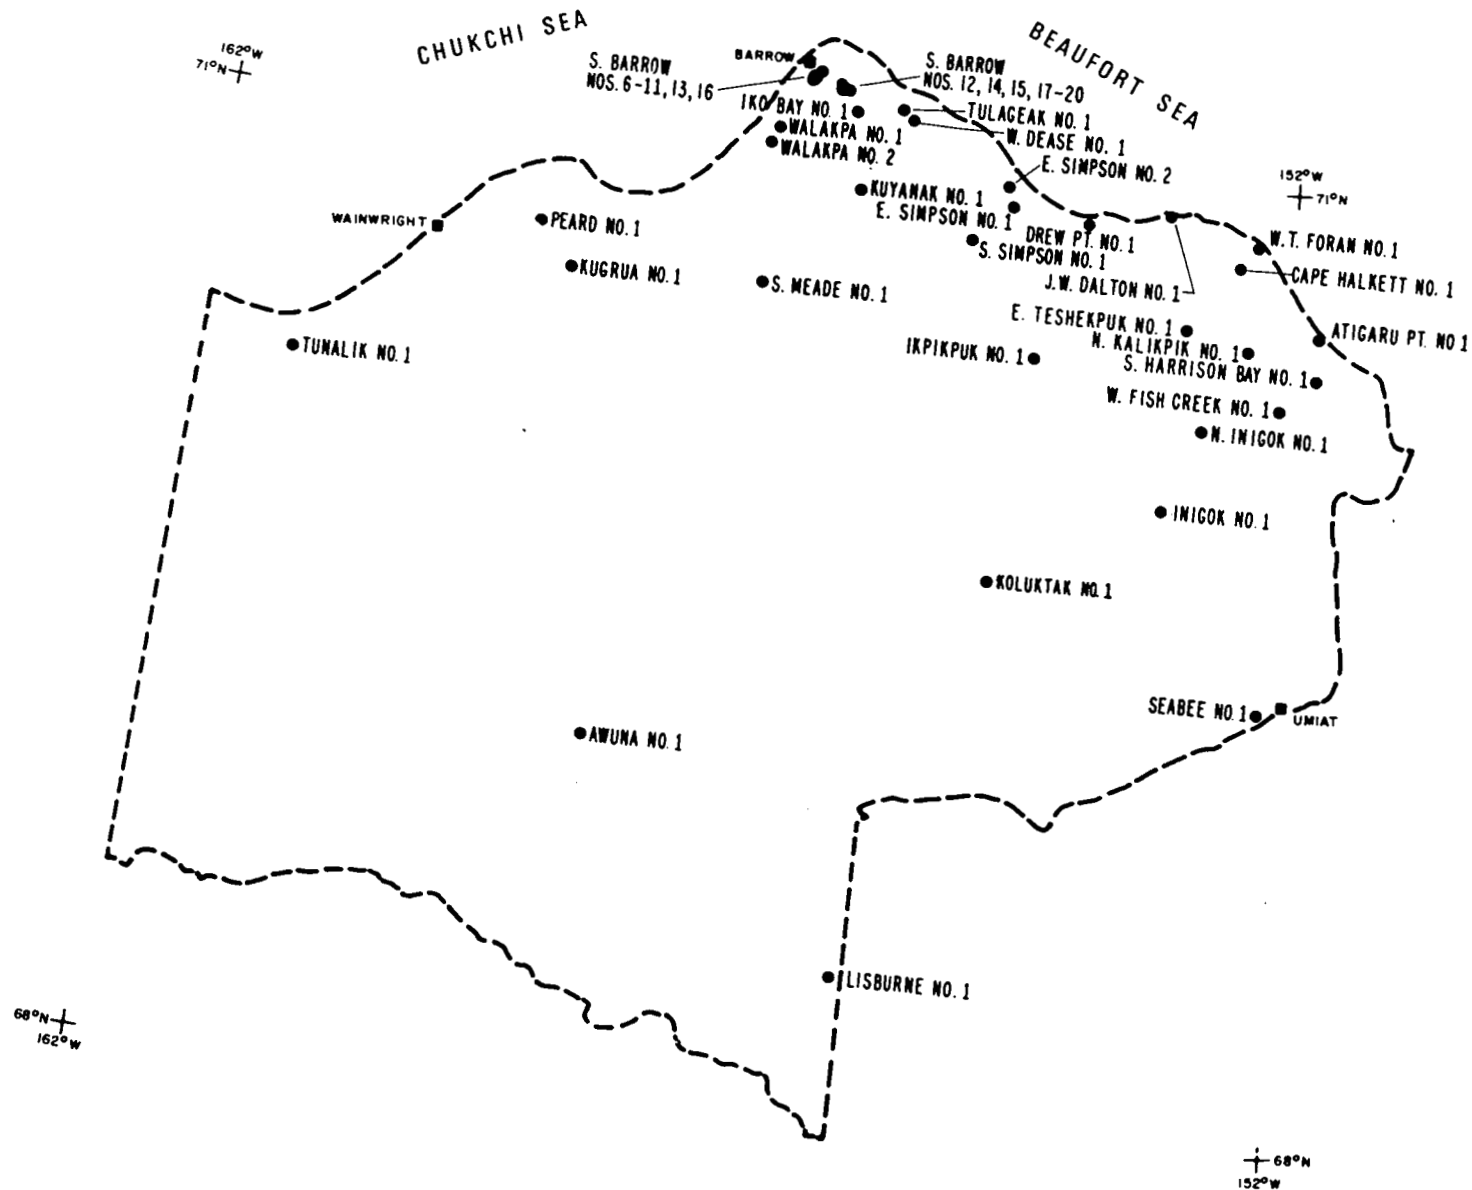 CHUKCHI SEA
BEAUFORT SEA
162°W
71°N
BARROW
S. BARROW
NOS. 6-11, 13, 16
S. BARROW
NOS. 12, 14, 15, 17-20
IKO BAY NO. 1
TULAGEAK NO. 1
WALAKPA NO. 1
W. DEASE NO. 1
WALAKPA NO. 2
E. SIMPSON NO. 2
152°W
71°N
KUYANAK NO. 1
E. SIMPSON NO. 1
WAINWRIGHT
PEARD NO. 1
DREW PT. NO. 1
W.T. FORAN NO. 1
S. SIMPSON NO. 1
KUGRUA NO. 1
S. MEADE NO. 1
J.W. DALTON NO. 1
CAPE HALKETT NO. 1
E. TESHEKPUK NO. 1
ATIGARU PT. NO 1
TUNALIK NO. 1
IKPIKPUK NO. 1
N. KALIKPIK NO. 1
S. HARRISON BAY NO. 1
W. FISH CREEK NO. 1
N. INIGOK NO. 1
INIGOK NO. 1
KOLUKTAK NO. 1
SEABEE NO. 1
UMIAT
AWUNA NO. 1
LISBURNE NO. 1
68°N
162°W
68°N
152°W